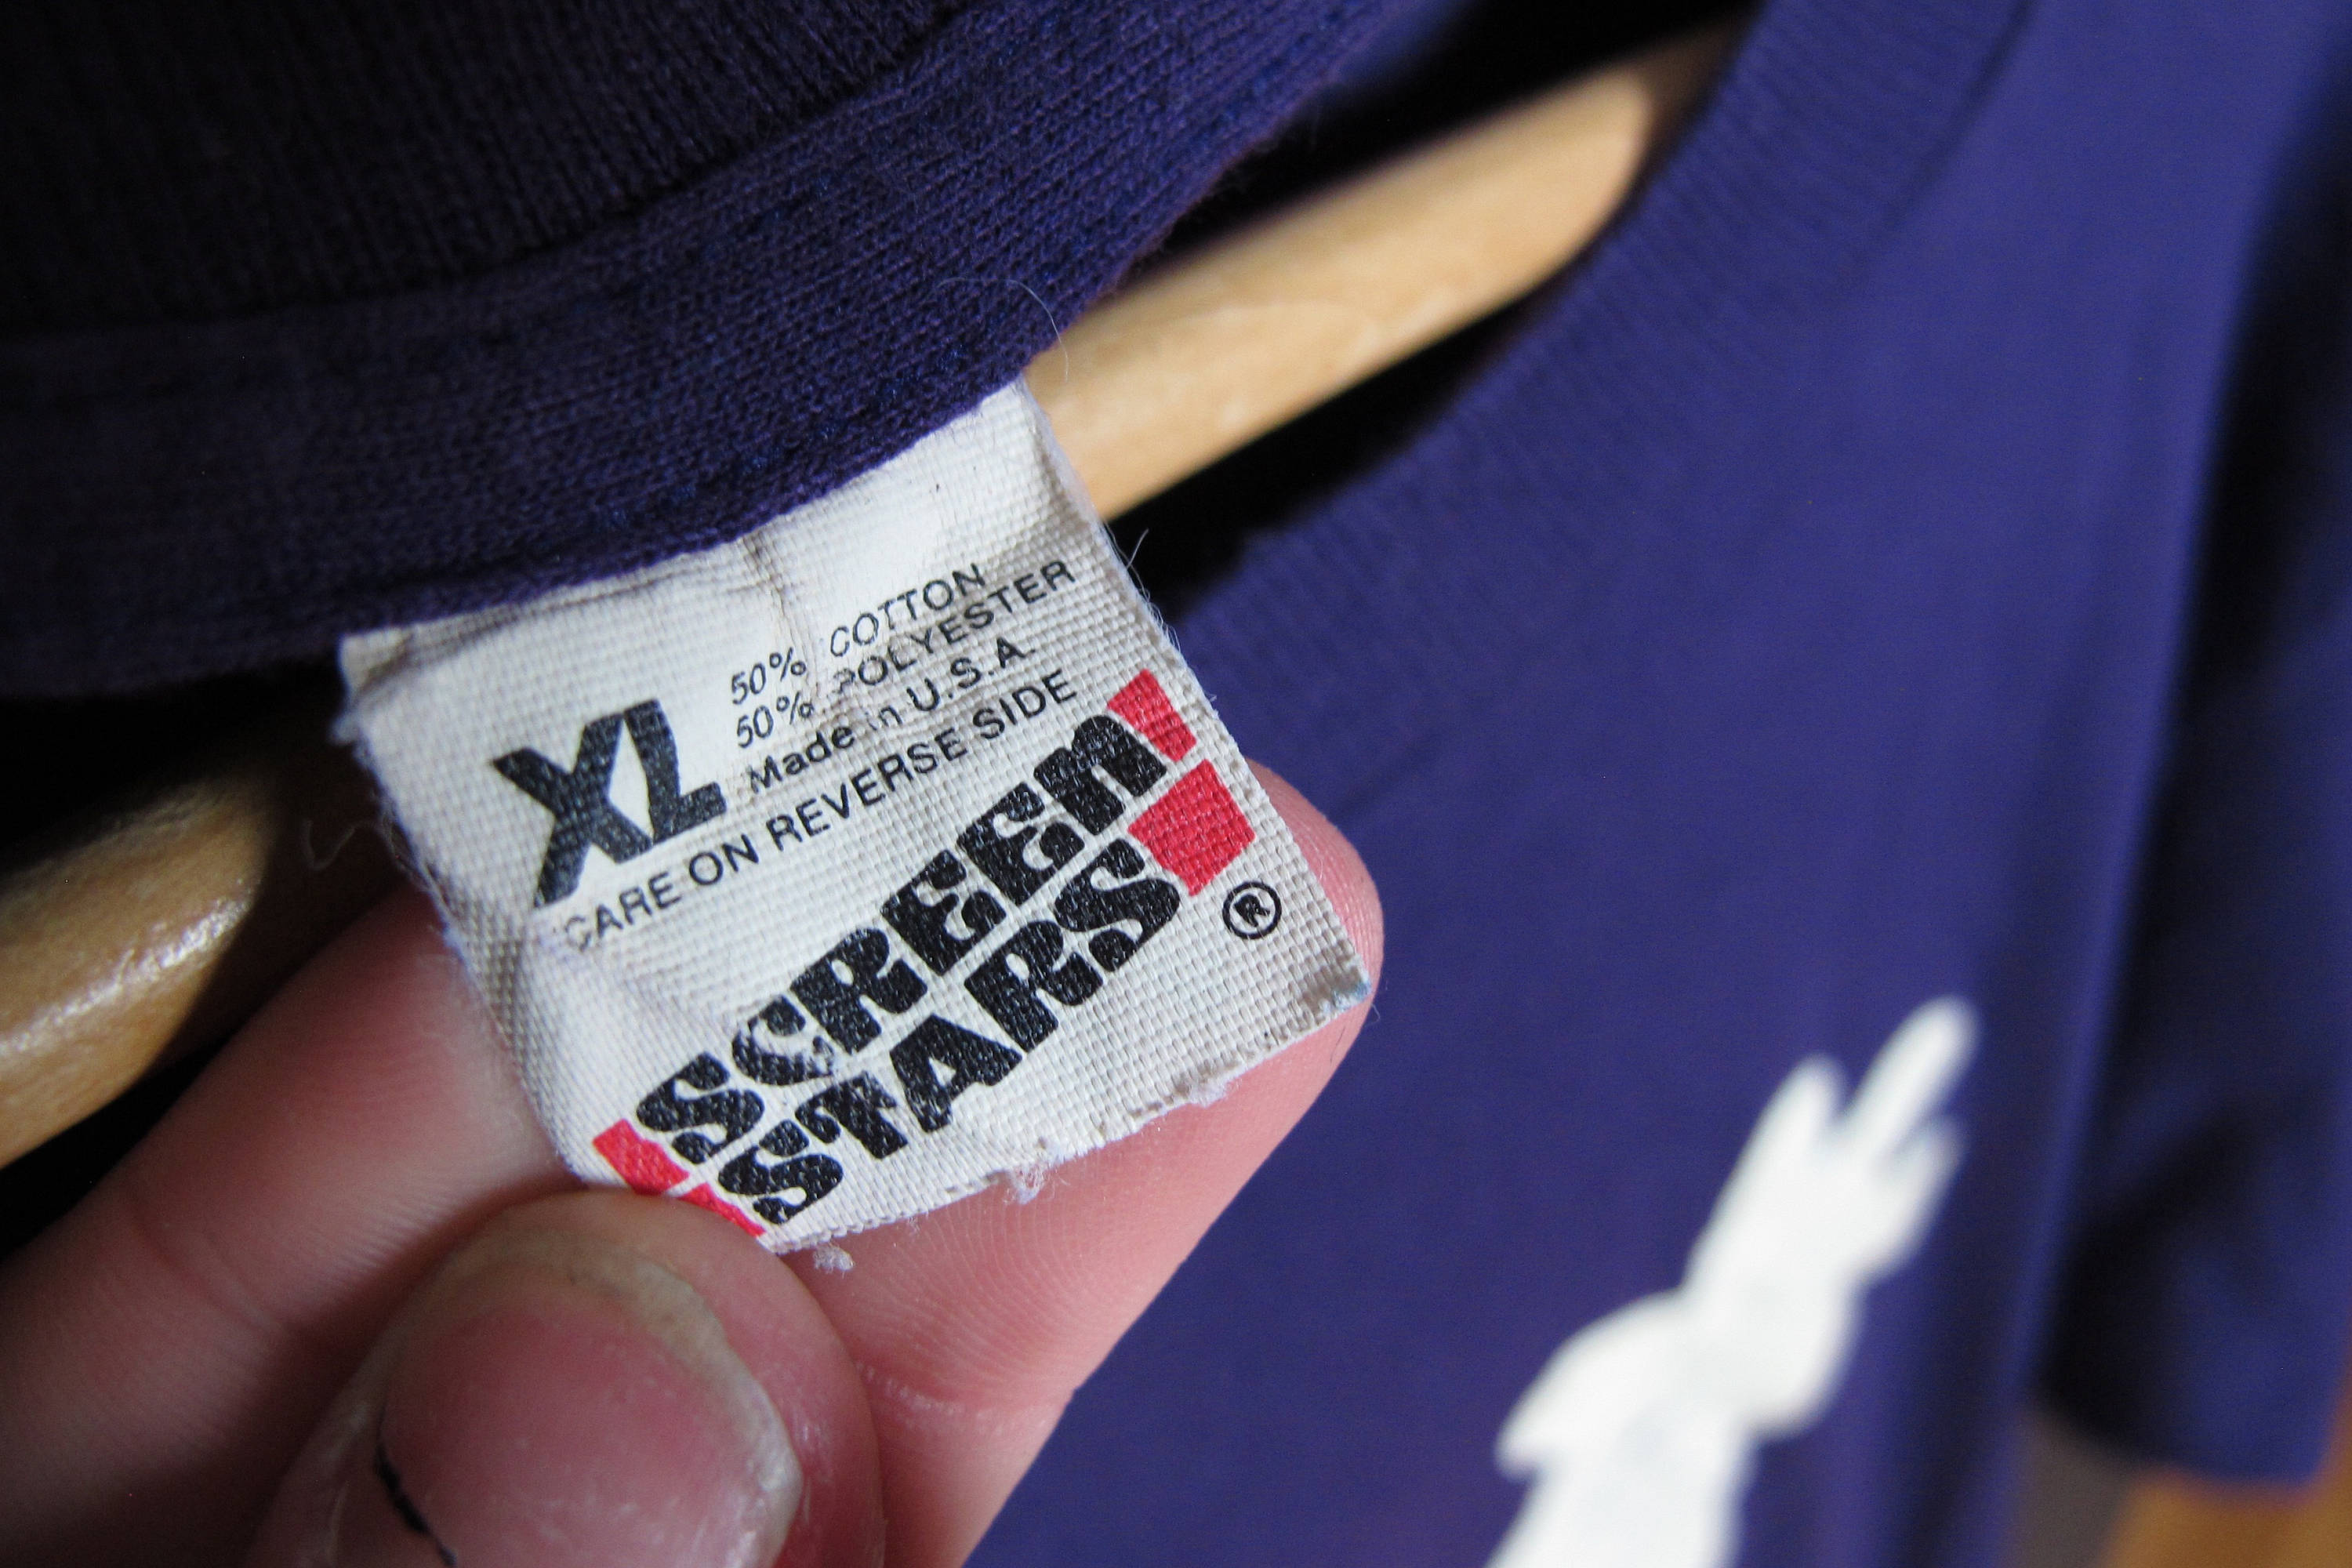 XL
50% COTTON
50% POLYESTER
Made in U.S.A.
CARE ON REVERSE SIDE
SCREEN
STARS
®